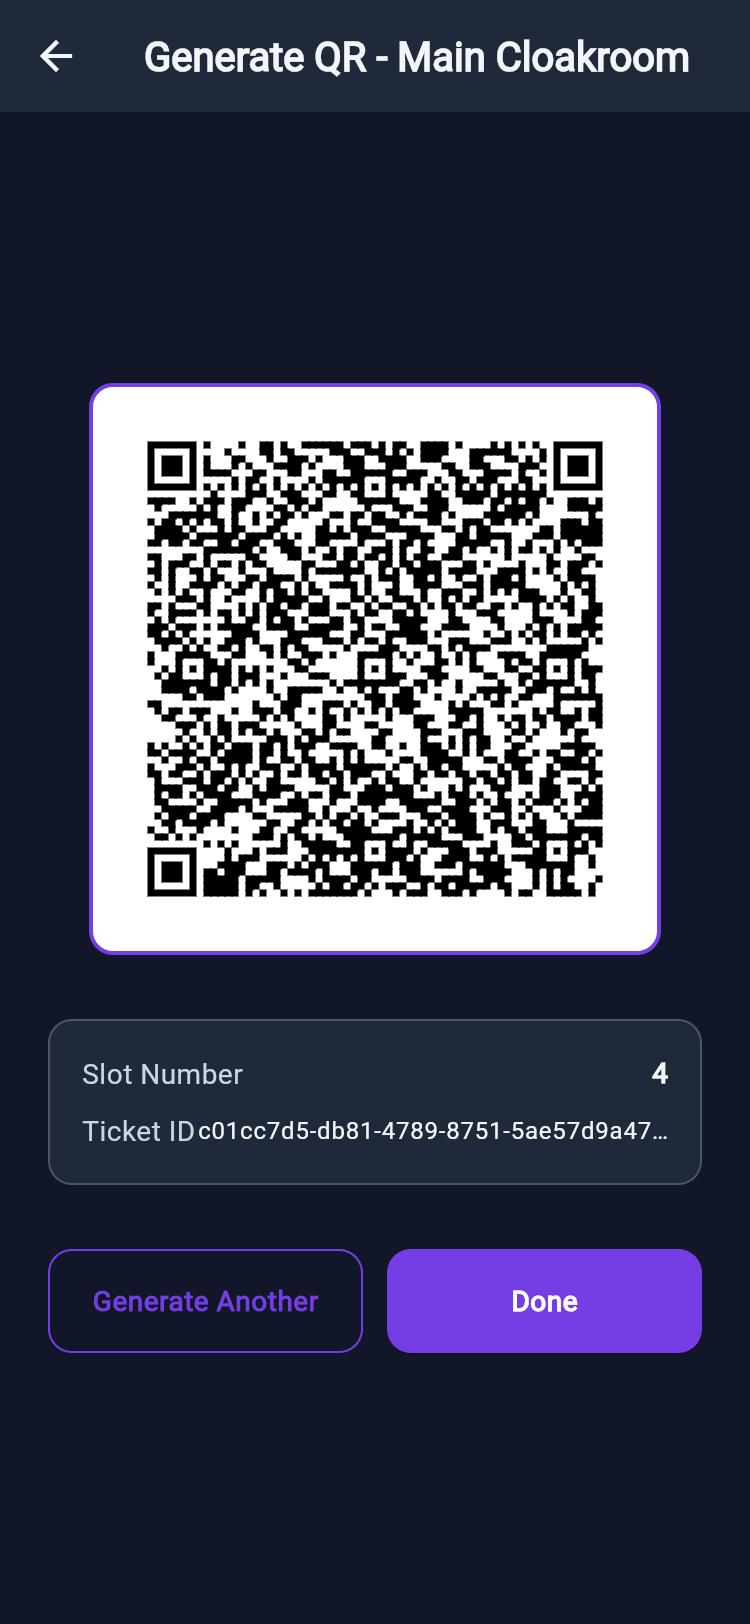 Generate QR - Main Cloakroom
Slot Number 4
Ticket ID c01cc7d5-db81-4789-8751-5ae57d9a47…
Generate Another
Done